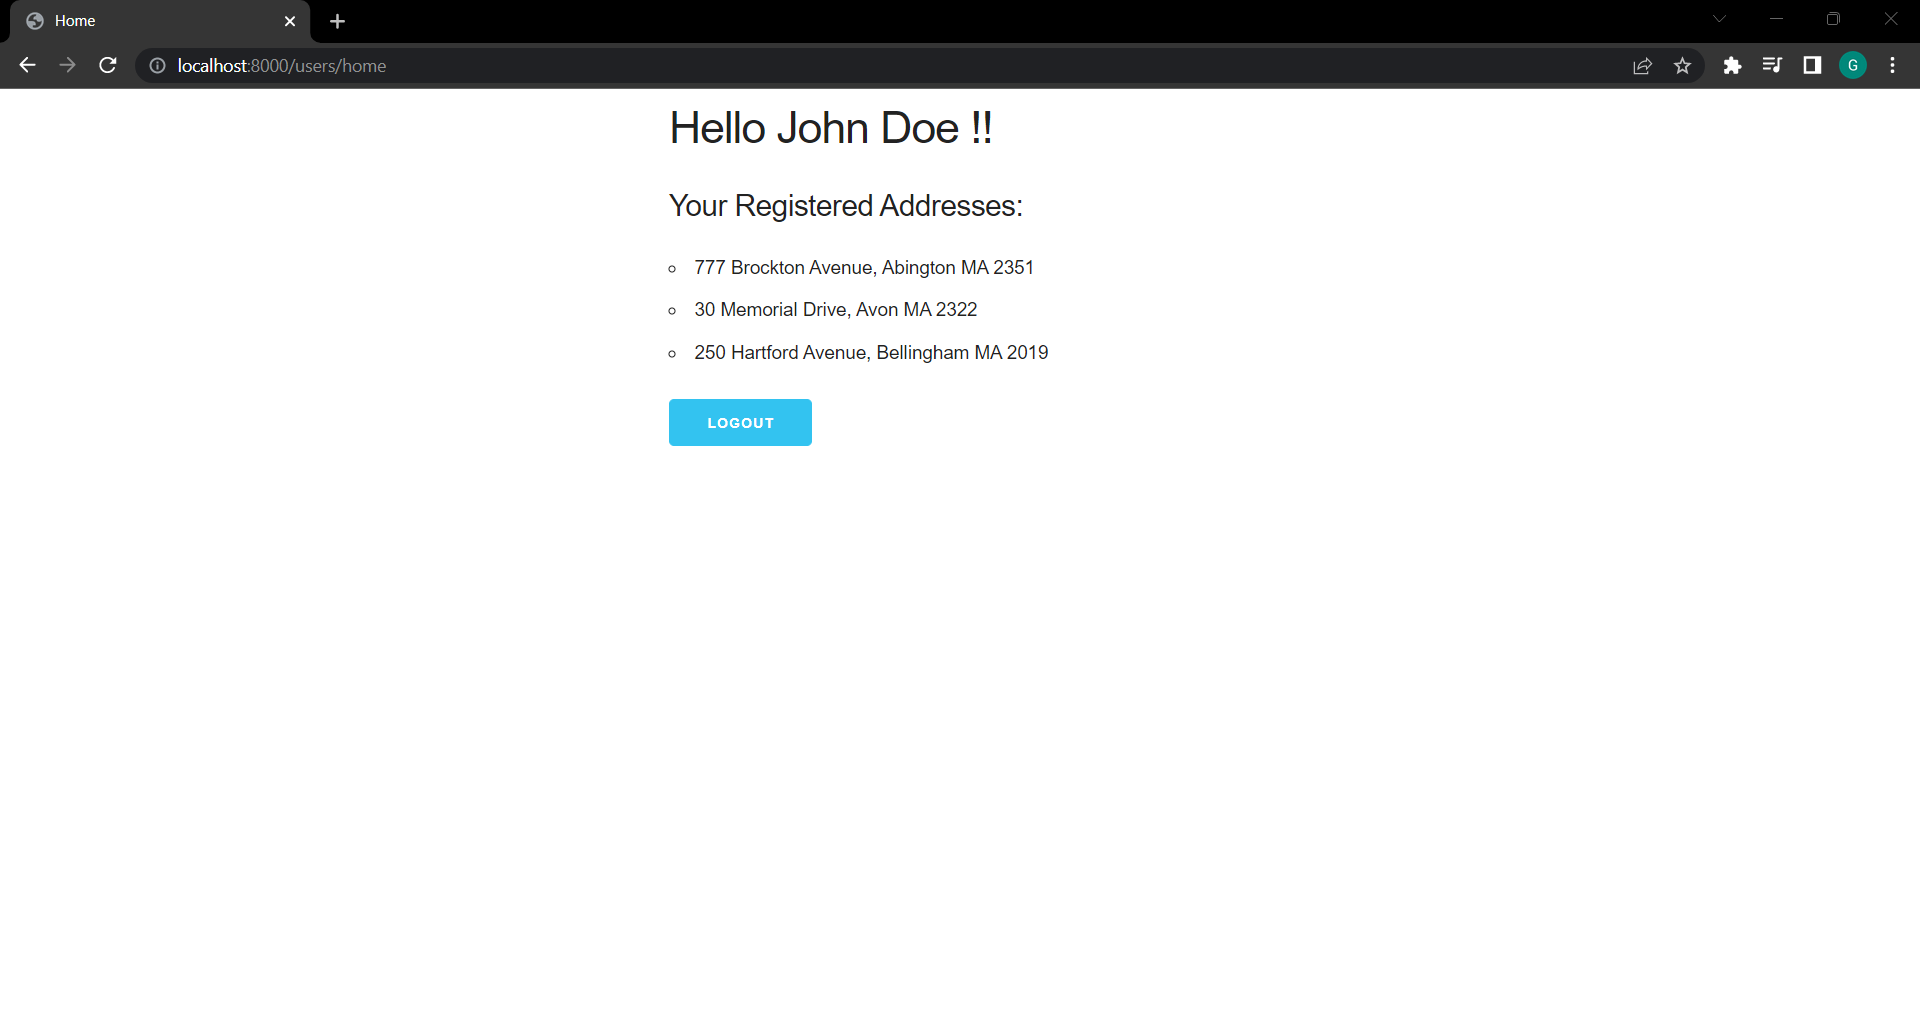 Home
localhost:8000/users/home
G
Hello John Doe !!
Your Registered Addresses:
777 Brockton Avenue, Abington MA 2351
30 Memorial Drive, Avon MA 2322
250 Hartford Avenue, Bellingham MA 2019
LOGOUT